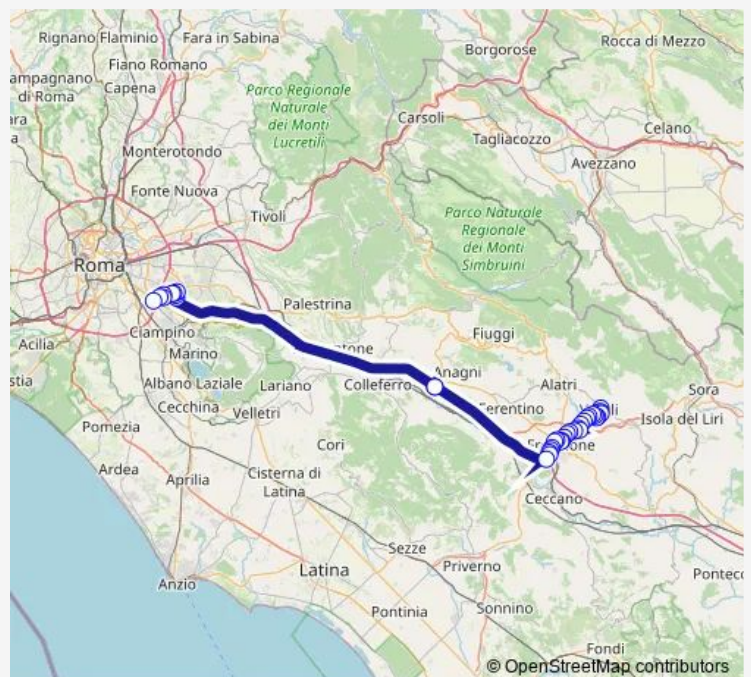 Rignano Flaminio
Fara in Sabina
Borgorose
Rocca di Mezzo
Fiano Romano
ampagnano
di Roma
Capena
Parco Regionale
Naturale
dei Monti
Lucretili
Carsoli
Tagliacozzo
Celano
Monterotondo
Avezzano
Fonte Nuova
Tivoli
Parco Naturale
Regionale
dei Monti
Simbruini
Roma
Palestrina
Ciampino
Fiuggi
Acilia
Marino
Anagni
Albano Laziale
Lariano
Colleferro
Alatri
Sora
Cecchina
Velletri
Isola del Liri
Pomezia
Cori
Ardea
Aprilia
Cisterna di
Latina
Ceccano
Sezze
Latina
Priverno
Anzio
Pontinia
Sonnino
Fondi
© OpenStreetMap contributors